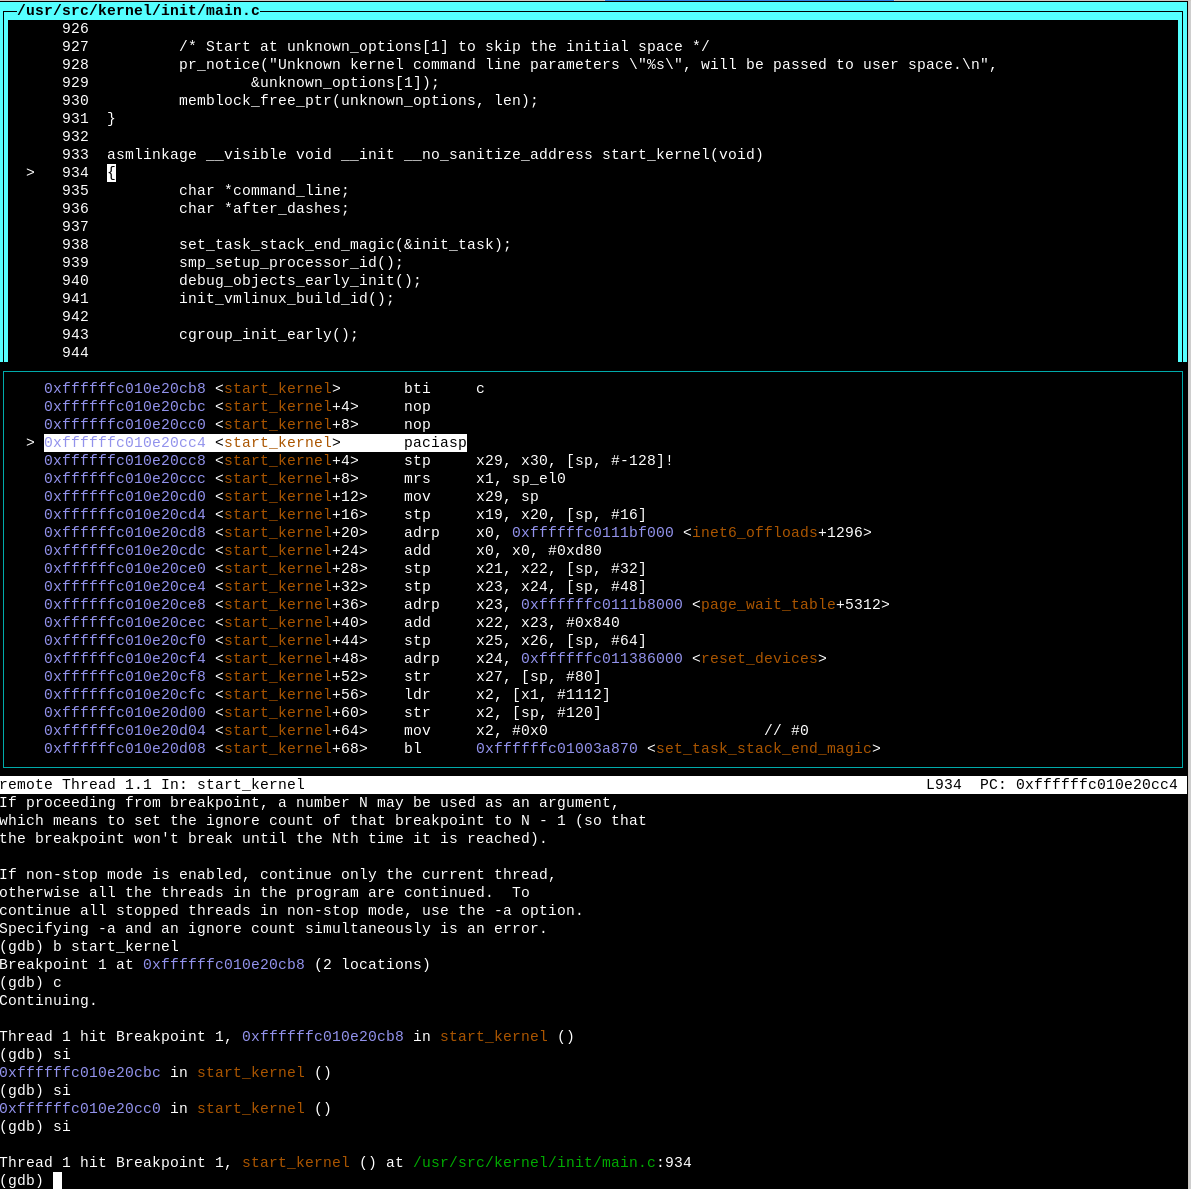 /usr/src/kernel/init/main.c
926
927 /* Start at unknown_options[1] to skip the initial space */
928 pr_notice("Unknown kernel command line parameters \"%s\", will be passed to user space.\n",
929 &unknown_options[1]);
930 memblock_free_ptr(unknown_options, len);
931 }
932
933 asmlinkage __visible void __init __no_sanitize_address start_kernel(void)
> 934 {
935 char *command_line;
936 char *after_dashes;
937
938 set_task_stack_end_magic(&init_task);
939 smp_setup_processor_id();
940 debug_objects_early_init();
941 init_vmlinux_build_id();
942
943 cgroup_init_early();
944
0xffffffc010e20cb8 <start_kernel> bti c
0xffffffc010e20cbc <start_kernel+4> nop
0xffffffc010e20cc0 <start_kernel+8> nop
> 0xffffffc010e20cc4 <start_kernel> paciasp
0xffffffc010e20cc8 <start_kernel+4> stp x29, x30, [sp, #-128]!
0xffffffc010e20ccc <start_kernel+8> mrs x1, sp_el0
0xffffffc010e20cd0 <start_kernel+12> mov x29, sp
0xffffffc010e20cd4 <start_kernel+16> stp x19, x20, [sp, #16]
0xffffffc010e20cd8 <start_kernel+20> adrp x0, 0xffffffc0111bf000 <inet6_offloads+1296>
0xffffffc010e20cdc <start_kernel+24> add x0, x0, #0xd80
0xffffffc010e20ce0 <start_kernel+28> stp x21, x22, [sp, #32]
0xffffffc010e20ce4 <start_kernel+32> stp x23, x24, [sp, #48]
0xffffffc010e20ce8 <start_kernel+36> adrp x23, 0xffffffc0111b8000 <page_wait_table+5312>
0xffffffc010e20cec <start_kernel+40> add x22, x23, #0x840
0xffffffc010e20cf0 <start_kernel+44> stp x25, x26, [sp, #64]
0xffffffc010e20cf4 <start_kernel+48> adrp x24, 0xffffffc011386000 <reset_devices>
0xffffffc010e20cf8 <start_kernel+52> str x27, [sp, #80]
0xffffffc010e20cfc <start_kernel+56> ldr x2, [x1, #1112]
0xffffffc010e20d00 <start_kernel+60> str x2, [sp, #120]
0xffffffc010e20d04 <start_kernel+64> mov x2, #0x0 // #0
0xffffffc010e20d08 <start_kernel+68> bl 0xffffffc01003a870 <set_task_stack_end_magic>
remote Thread 1.1 In: start_kernel L934 PC: 0xffffffc010e20cc4
If proceeding from breakpoint, a number N may be used as an argument,
which means to set the ignore count of that breakpoint to N - 1 (so that
the breakpoint won't break until the Nth time it is reached).

If non-stop mode is enabled, continue only the current thread,
otherwise all the threads in the program are continued.  To
continue all stopped threads in non-stop mode, use the -a option.
Specifying -a and an ignore count simultaneously is an error.
(gdb) b start_kernel
Breakpoint 1 at 0xffffffc010e20cb8 (2 locations)
(gdb) c
Continuing.

Thread 1 hit Breakpoint 1, 0xffffffc010e20cb8 in start_kernel ()
(gdb) si
0xffffffc010e20cbc in start_kernel ()
(gdb) si
0xffffffc010e20cc0 in start_kernel ()
(gdb) si

Thread 1 hit Breakpoint 1, start_kernel () at /usr/src/kernel/init/main.c:934
(gdb)